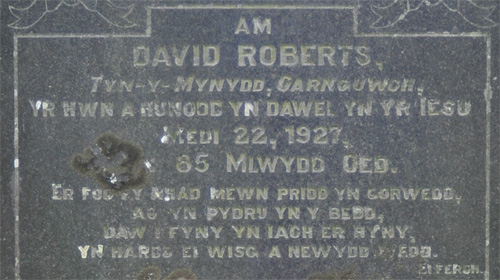 AM
DAVID ROBERTS,
TYN-Y-MYNYDD, CARNGUWCH,
YR HWN A HUNODD YN DAWEL YN YR IESU
MEDI 22, 1927,
85 MLWYDD OED.
ER FOD FY NHAD MEWN PRIDD YN GORWEDD,
AC YN PYDRU YN Y BEDD,
DAW I FYNY YN IACH ER HYNY,
YN HARDD EI WISG A NEWYDD WEDD.
EI FERCH.